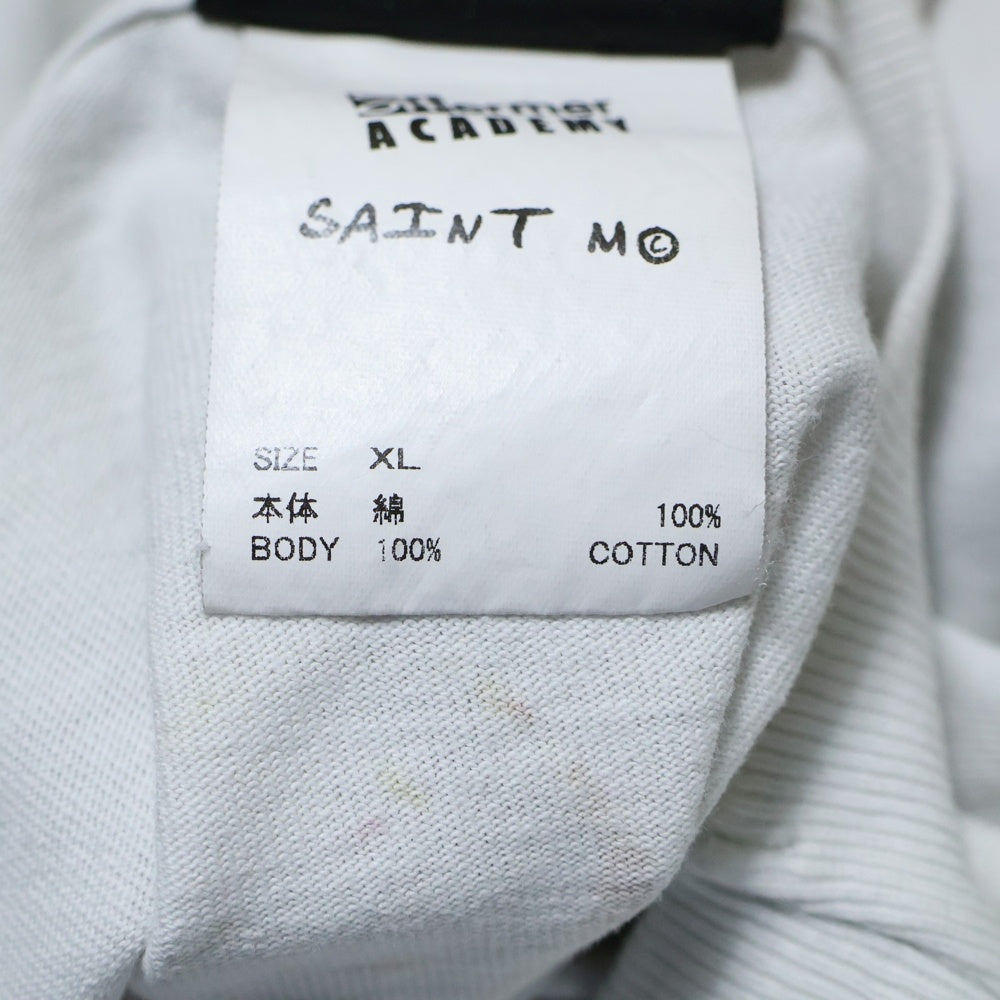 ACADEMY
SAINT M©
SIZE XL
本体 綿 100%
BODY 100% COTTON